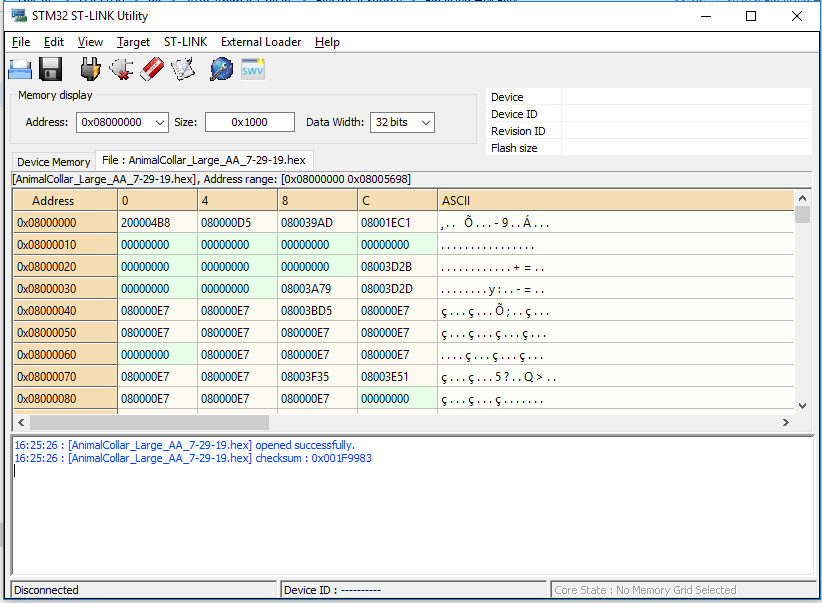 STM32 ST-LINK Utility
File Edit View Target ST-LINK External Loader Help
SWV
Memory display
Address: 0x08000000 Size: 0x1000 Data Width: 32 bits
Device
Device ID
Revision ID
Flash size
Device Memory File : AnimalCollar_Large_AA_7-29-19.hex
[AnimalCollar_Large_AA_7-29-19.hex], Address range: [0x08000000 0x08005698]
Address 0 4 8 C ASCII
0x08000000 200004B8 080000D5 080039AD 08001EC1 ¸.. Õ...-9..Á...
0x08000010 00000000 00000000 00000000 00000000 ................
0x08000020 00000000 00000000 00000000 08003D2B ............+=..
0x08000030 00000000 00000000 08003A79 08003D2D ........y:..-=..
0x08000040 080000E7 080000E7 08003BD5 080000E7 ç...ç...Õ;..ç...
0x08000050 080000E7 080000E7 080000E7 080000E7 ç...ç...ç...ç...
0x08000060 00000000 080000E7 080000E7 080000E7 ....ç...ç...ç...
0x08000070 080000E7 080000E7 08003F35 08003E51 ç...ç...5?..Q>..
0x08000080 080000E7 080000E7 080000E7 00000000 ç...ç...ç.......
16:25:26 : [AnimalCollar_Large_AA_7-29-19.hex] opened successfully.
16:25:26 : [AnimalCollar_Large_AA_7-29-19.hex] checksum : 0x001F9983
Disconnected Device ID : ---------- Core State : No Memory Grid Selected